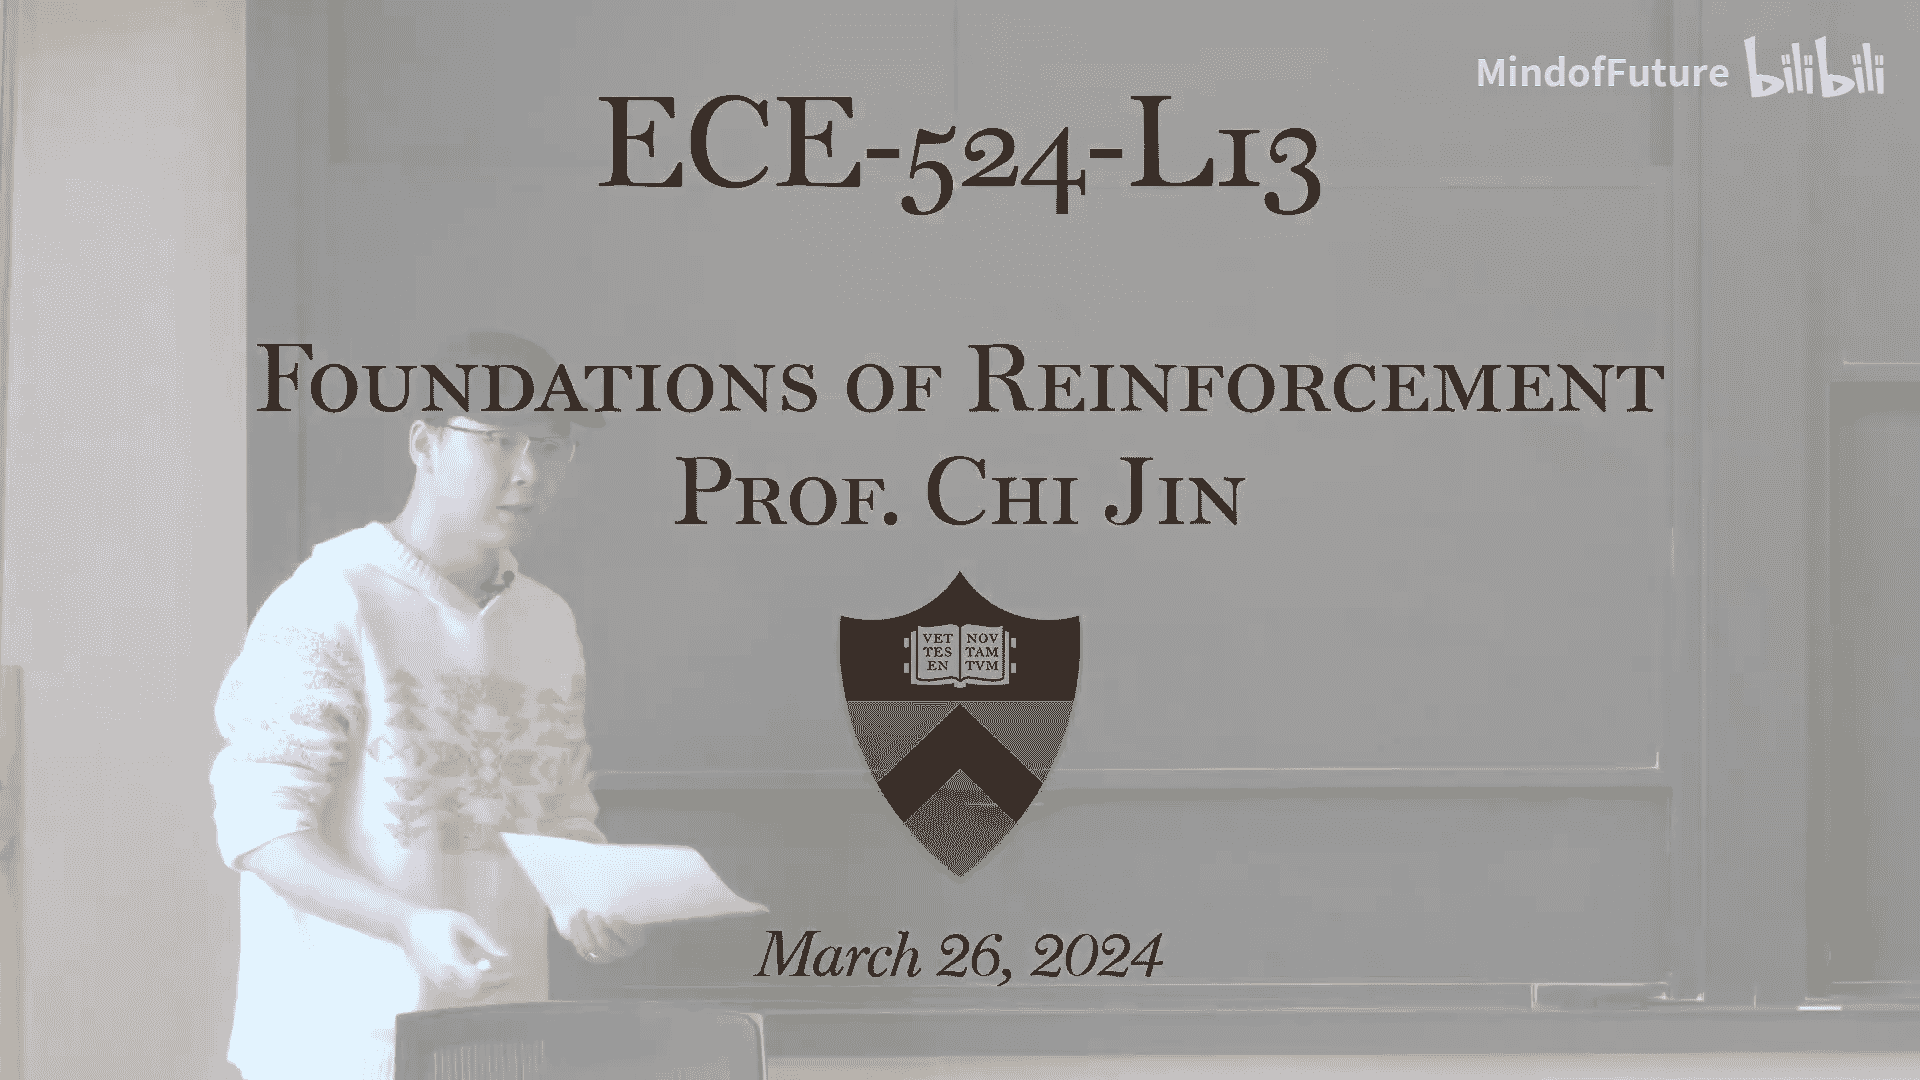 MindofFuture bilibili
ECE-524-L13
FOUNDATIONS OF REINFORCEMENT
PROF. CHI JIN
VET NOV
TES TAM
EN TVM
March 26, 2024